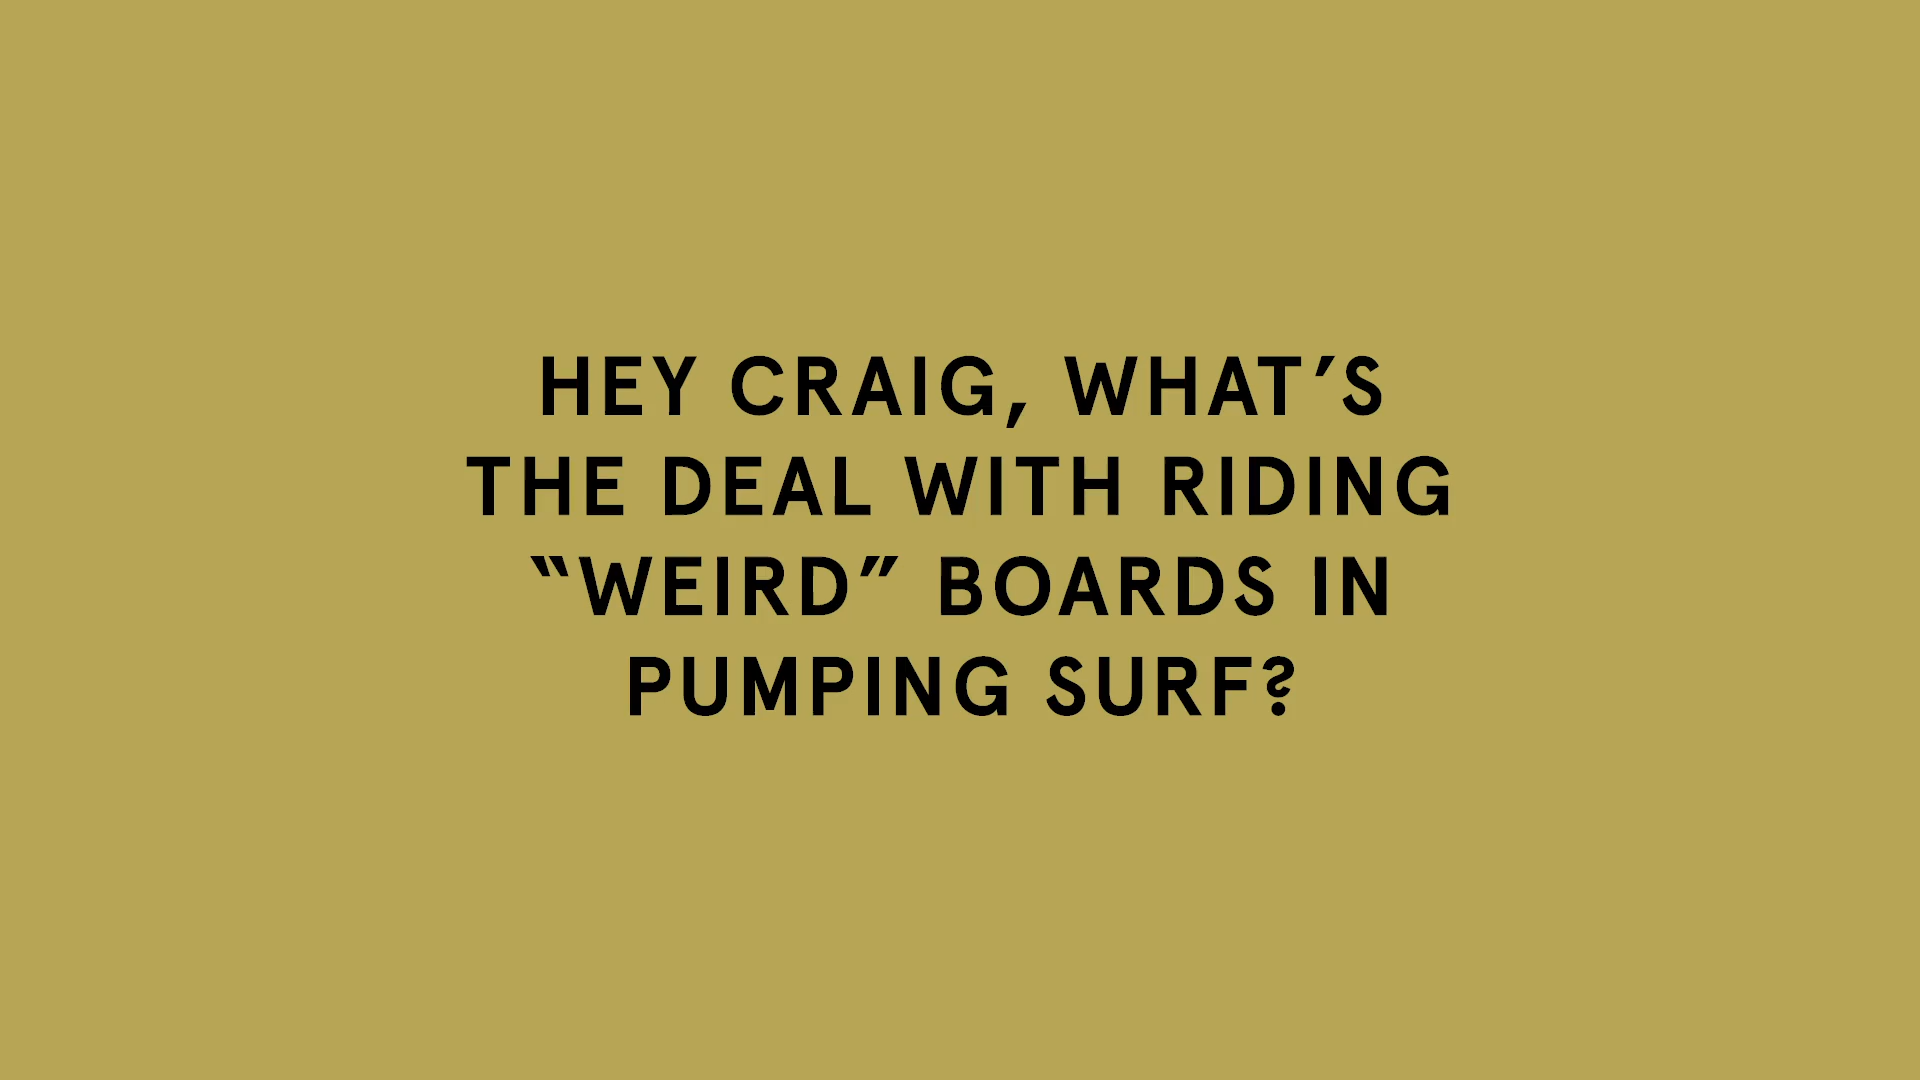 HEY CRAIG, WHAT’S
THE DEAL WITH RIDING
“WEIRD” BOARDS IN
PUMPING SURF?